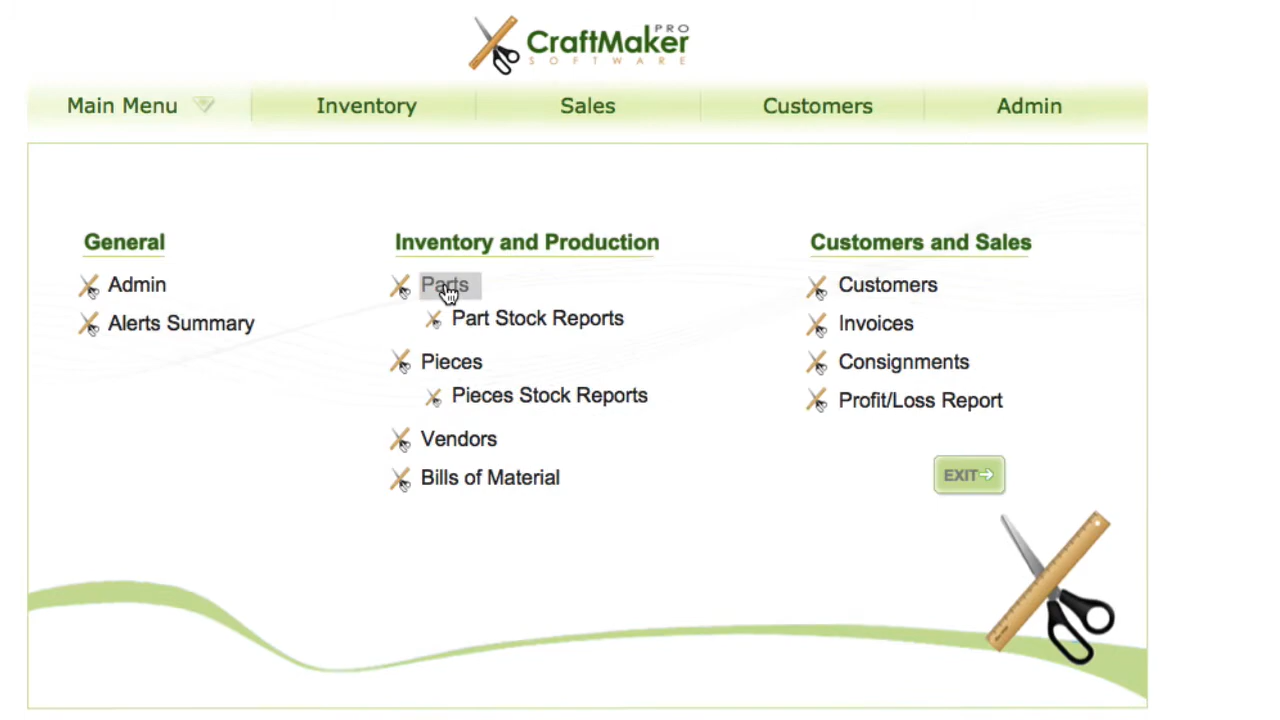 PRO
CraftMaker
SOFTWARE
Main Menu Inventory Sales Customers Admin
General
Admin
Alerts Summary
Inventory and Production
Parts
Part Stock Reports
Pieces
Pieces Stock Reports
Vendors
Bills of Material
Customers and Sales
Customers
Invoices
Consignments
Profit/Loss Report
EXIT